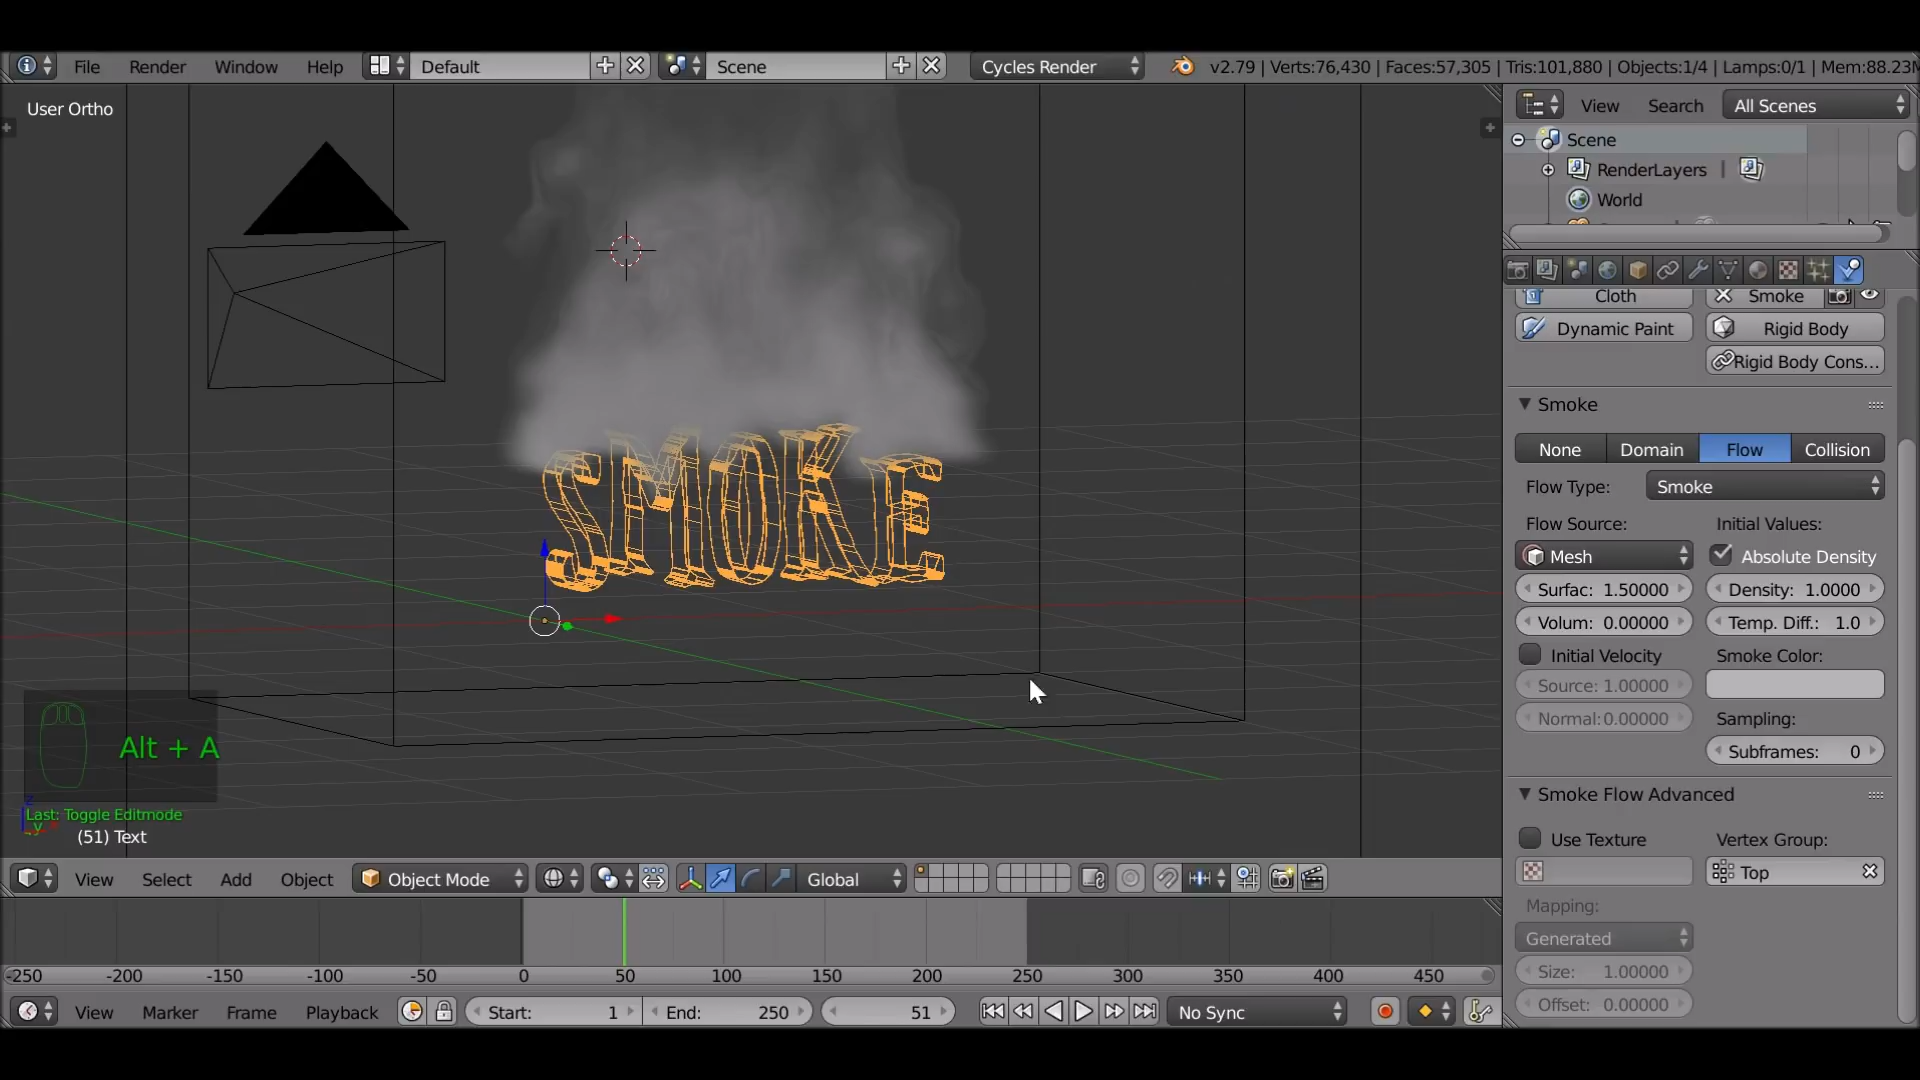 File Render Window Help Default Scene Cycles Render v2.79 | Verts:76,430 | Faces:57,305 | Tris:101,880 | Objects:1/4 | Lamps:0/1 | Mem:88.23
User Ortho
View Search All Scenes
Scene
RenderLayers
World
Cloth Smoke
Dynamic Paint Rigid Body
Rigid Body Cons...
Smoke
None Domain Flow Collision
Flow Type: Smoke
Flow Source: Initial Values:
Mesh Absolute Density
Surfac: 1.50000 Density: 1.0000
Volum: 0.00000 Temp. Diff.: 1.0
Initial Velocity Smoke Color:
Source: 1.00000
Normal: 0.00000 Sampling:
Subframes: 0
Smoke Flow Advanced
Use Texture Vertex Group:
Top
Mapping:
Generated
Size: 1.00000
Offset: 0.00000
SMOKE
Alt + A
Last: Toggle Editmode
(51) Text
View Select Add Object Object Mode Global
-250 -200 -150 -100 -50 0 50 100 150 200 250 300 350 400 450
View Marker Frame Playback Start: 1 End: 250 51 No Sync